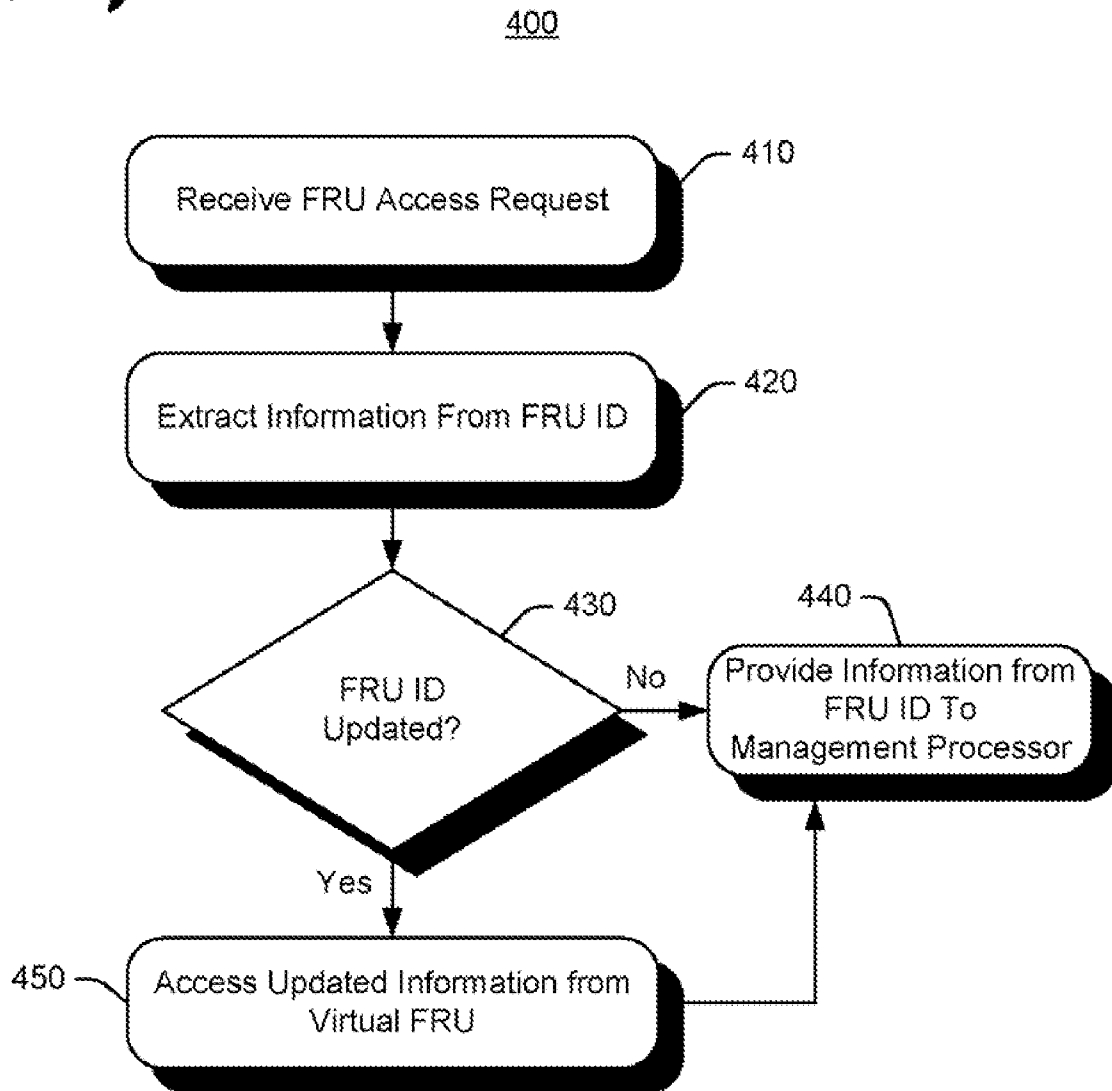 400
Receive FRU Access Request
410
Extract Information From FRU ID
420
FRU ID
Updated?
430
No
440
Provide Information from
FRU ID To
Management Processor
Yes
450
Access Updated Information from
Virtual FRU